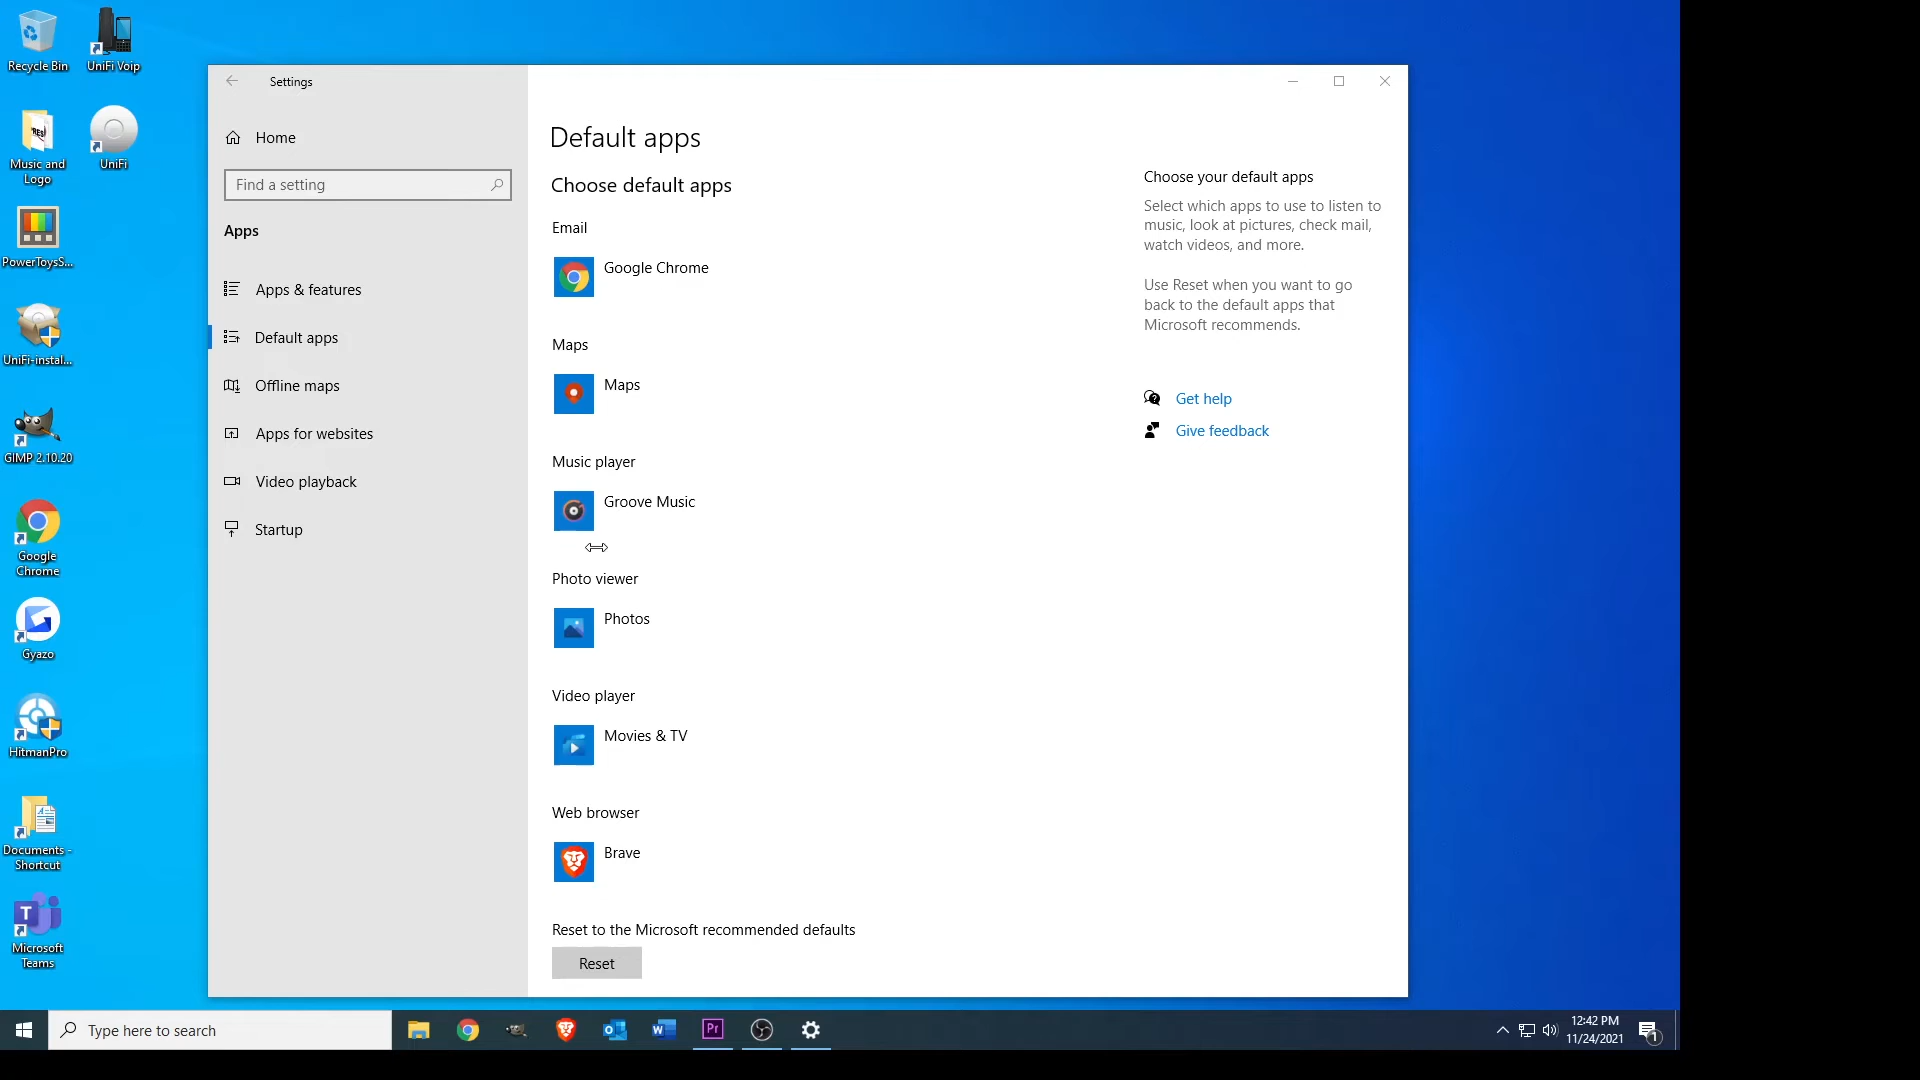 Recycle Bin
UniFi Voip
Music and
Logo
UniFi
PowerToysS...
UniFi-instal...
GIMP 2.10.20
Google
Chrome
Gyazo
HitmanPro
Documents -
Shortcut
T
Microsoft
Teams
Settings
Home
Find a setting
Apps
Apps & features
Default apps
Offline maps
Apps for websites
Video playback
Startup
Default apps
Choose default apps
Email
Google Chrome
Maps
Maps
Music player
Groove Music
Photo viewer
Photos
Video player
Movies & TV
Web browser
Brave
Reset to the Microsoft recommended defaults
Reset
Choose your default apps
Select which apps to use to listen to
music, look at pictures, check mail,
watch videos, and more.
Use Reset when you want to go
back to the default apps that
Microsoft recommends.
Get help
Give feedback
Type here to search
Pr
12:42 PM
11/24/2021
1